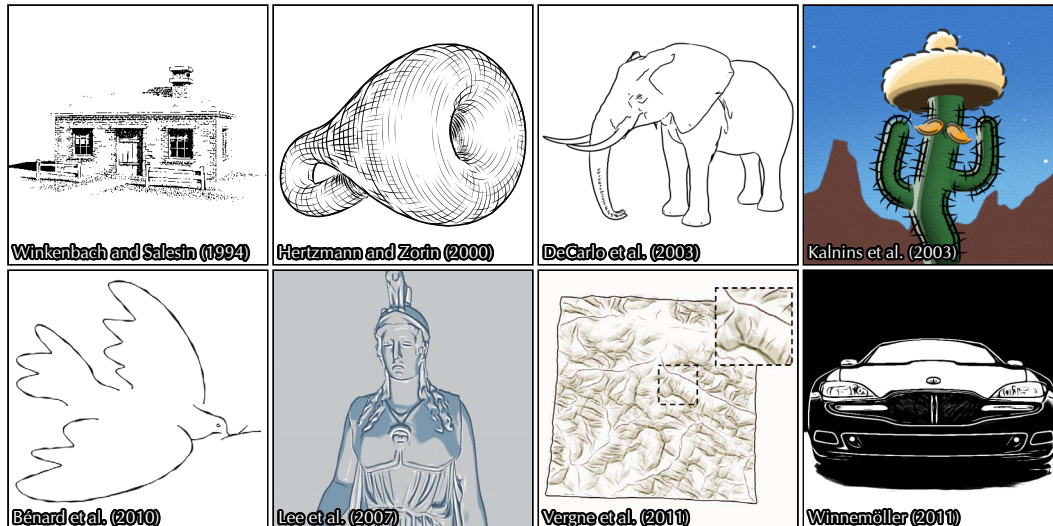 Winkenbach and Salesin (1994)
Hertzmann and Zorin (2000)
DeCarlo et al. (2003)
Kalnins et al. (2003)
Bénard et al. (2010)
Lee et al. (2007)
Vergne et al. (2011)
Winnemöller (2011)